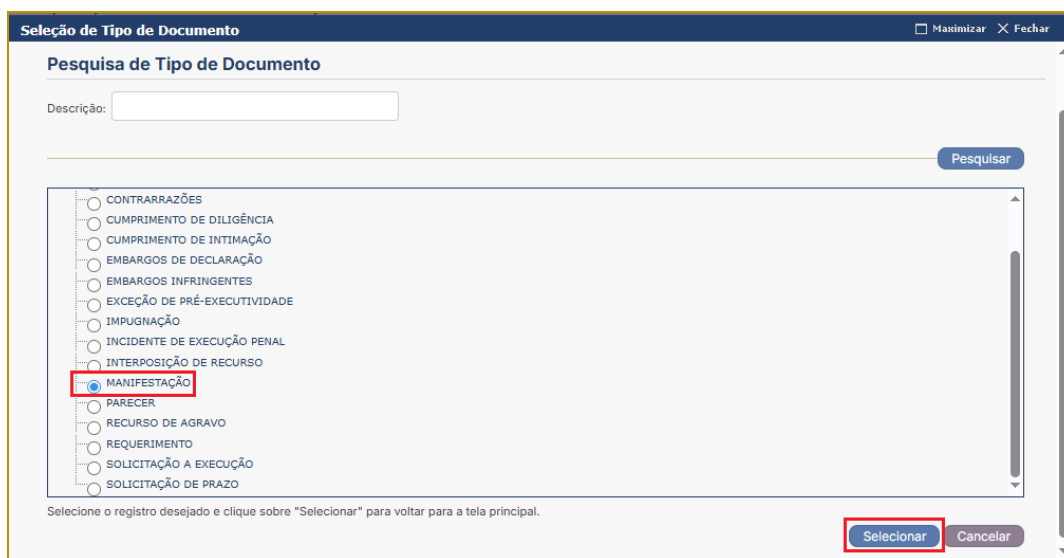 Seleção de Tipo de Documento Maximizar Fechar
Pesquisa de Tipo de Documento
Descrição:
Pesquisar
CONTRARRAZÕES
CUMPRIMENTO DE DILIGÊNCIA
CUMPRIMENTO DE INTIMAÇÃO
EMBARGOS DE DECLARAÇÃO
EMBARGOS INFRINGENTES
EXCEÇÃO DE PRÉ-EXECUTIVIDADE
IMPUGNAÇÃO
INCIDENTE DE EXECUÇÃO PENAL
INTERPOSIÇÃO DE RECURSO
MANIFESTAÇÃO
PARECER
RECURSO DE AGRAVO
REQUERIMENTO
SOLICITAÇÃO A EXECUÇÃO
SOLICITAÇÃO DE PRAZO
Selecione o registro desejado e clique sobre "Selecionar" para voltar para a tela principal.
Selecionar Cancelar